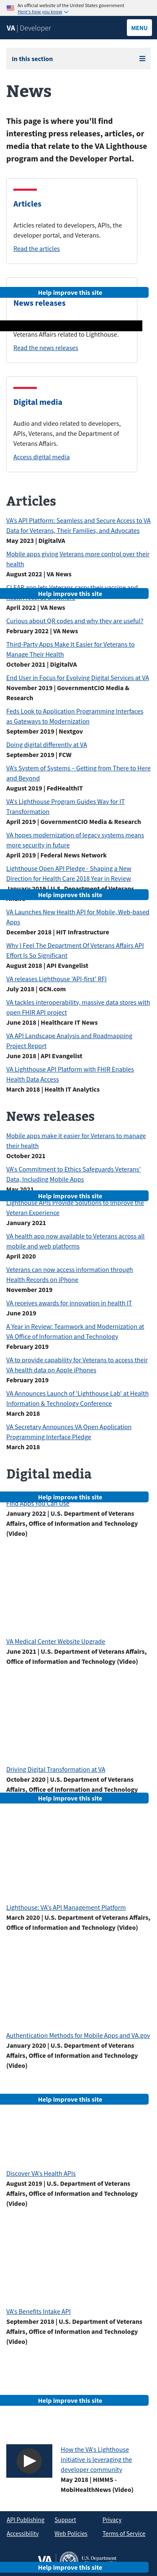 An official website of the United States government
Here's how you know
VA | Developer
MENU
In this section
News
This page is where you'll find
interesting press releases, articles, or
media that relate to the VA Lighthouse
program and the Developer Portal.
Articles
Articles related to developers, APIs, the
developer portal, and Veterans.
Read the articles
Help improve this site
News releases
Veterans Affairs related to Lighthouse.
Read the news releases
Digital media
Audio and video related to developers,
APIs, Veterans, and the Department of
Veterans Affairs.
Access digital media
Articles
VA's API Platform: Seamless and Secure Access to VA
Data for Veterans, Their Families, and Advocates
May 2023 | DigitalVA
Mobile apps giving Veterans more control over their
health
August 2022 | VA News
Help improve this site
April 2022 | VA News
Curious about QR codes and why they are useful?
February 2022 | VA News
Third-Party Apps Make It Easier for Veterans to
Manage Their Health
October 2021 | DigitalVA
End User in Focus for Evolving Digital Services at VA
November 2019 | GovernmentCIO Media &
Research
Feds Look to Application Programming Interfaces
as Gateways to Modernization
September 2019 | Nextgov
Doing digital differently at VA
September 2019 | FCW
VA's System of Systems – Getting from There to Here
and Beyond
August 2019 | FedHealthIT
VA's Lighthouse Program Guides Way for IT
Transformation
April 2019 | GovernmentCIO Media & Research
VA hopes modernization of legacy systems means
more security in future
April 2019 | Federal News Network
Lighthouse Open API Pledge - Shaping a New
Direction for Health Care 2018 Year in Review
January 2019 | U.S. Department of Veterans
Help improve this site
VA Launches New Health API for Mobile, Web-based
Apps
December 2018 | HIT Infrastructure
Why I Feel The Department Of Veterans Affairs API
Effort Is So Significant
August 2018 | API Evangelist
VA releases Lighthouse 'API-first' RFI
July 2018 | GCN.com
VA tackles interoperability, massive data stores with
open FHIR API project
June 2018 | Healthcare IT News
VA API Landscape Analysis and Roadmapping
Project Report
June 2018 | API Evangelist
VA Lighthouse API Platform with FHIR Enables
Health Data Access
March 2018 | Health IT Analytics
News releases
Mobile apps make it easier for Veterans to manage
their health
October 2021
VA's Commitment to Ethics Safeguards Veterans'
Data, Including Mobile Apps
May 2021
Help improve this site
Lighthouse APIs Provide Solutions to Improve the
Veteran Experience
January 2021
VA health app now available to Veterans across all
mobile and web platforms
April 2020
Veterans can now access information through
Health Records on iPhone
November 2019
VA receives awards for innovation in health IT
June 2019
A Year in Review: Teamwork and Modernization at
VA Office of Information and Technology
February 2019
VA to provide capability for Veterans to access their
VA health data on Apple iPhones
February 2019
VA Announces Launch of 'Lighthouse Lab' at Health
Information & Technology Conference
March 2018
VA Secretary Announces VA Open Application
Programming Interface Pledge
March 2018
Digital media
Help improve this site
Find Apps You Can Use
January 2022 | U.S. Department of Veterans
Affairs, Office of Information and Technology
(Video)
VA Medical Center Website Upgrade
June 2021 | U.S. Department of Veterans Affairs,
Office of Information and Technology (Video)
Driving Digital Transformation at VA
October 2020 | U.S. Department of Veterans
Affairs, Office of Information and Technology
Help improve this site
Lighthouse: VA's API Management Platform
March 2020 | U.S. Department of Veterans Affairs,
Office of Information and Technology (Video)
Authentication Methods for Mobile Apps and VA.gov
January 2020 | U.S. Department of Veterans
Affairs, Office of Information and Technology
(Video)
Help improve this site
Discover VA's Health APIs
August 2019 | U.S. Department of Veterans
Affairs, Office of Information and Technology
(Video)
VA's Benefits Intake API
September 2018 | U.S. Department of Veterans
Affairs, Office of Information and Technology
(Video)
Help improve this site
How the VA's Lighthouse
initiative is leveraging the
developer community
May 2018 | HIMMS -
MobiHealthNews (Video)
API Publishing
Support
Privacy
Accessibility
Web Policies
Terms of Service
VA
U.S. Department
Help improve this site